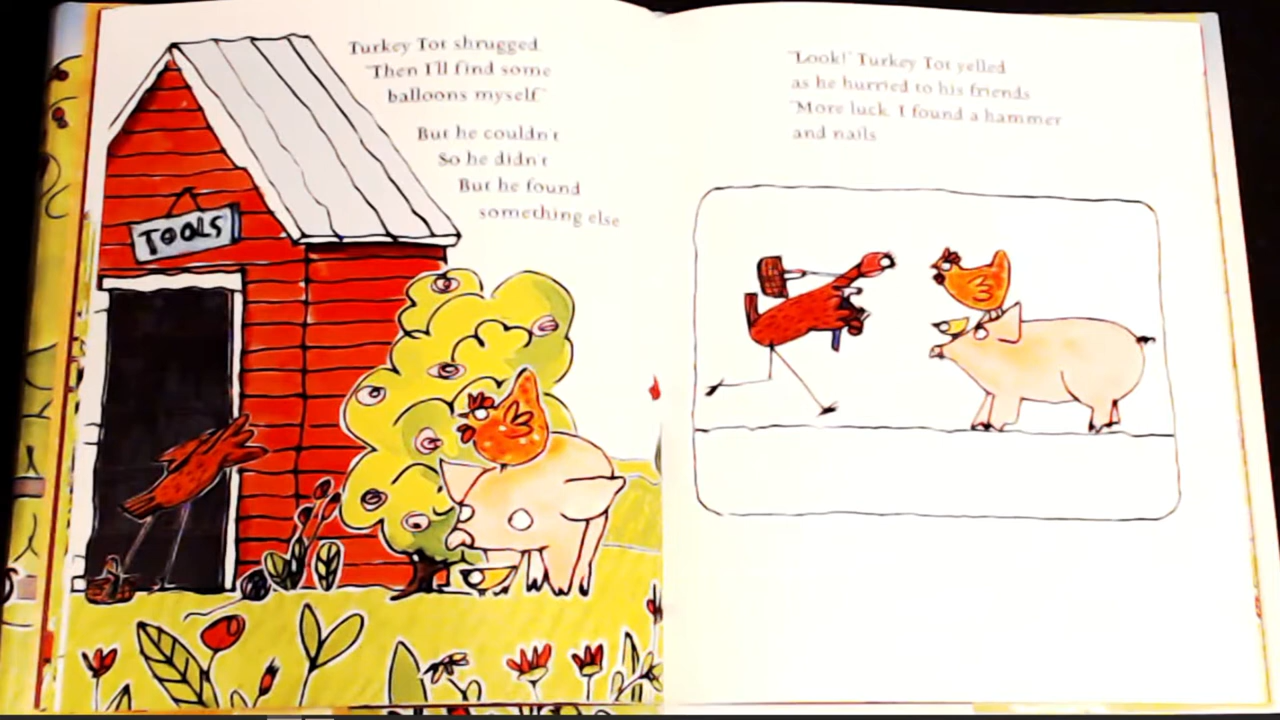 Turkey Tot shrugged.
"Then I'll find some
balloons myself."
But he couldn't
So he didn't
But he found
something else
TOOLS
"Look!" Turkey Tot yelled
as he hurried to his friends
"More luck. I found a hammer
and nails